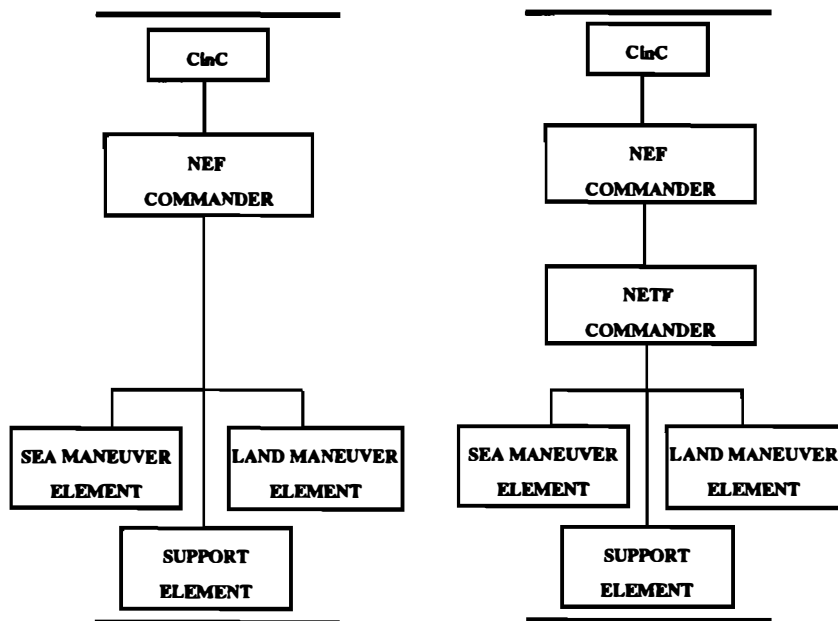 CinC
NEF
COMMANDER
SEA MANEUVER
ELEMENT
LAND MANEUVER
ELEMENT
SUPPORT
ELEMENT
CinC
NEF
COMMANDER
NETF
COMMANDER
SEA MANEUVER
ELEMENT
LAND MANEUVER
ELEMENT
SUPPORT
ELEMENT